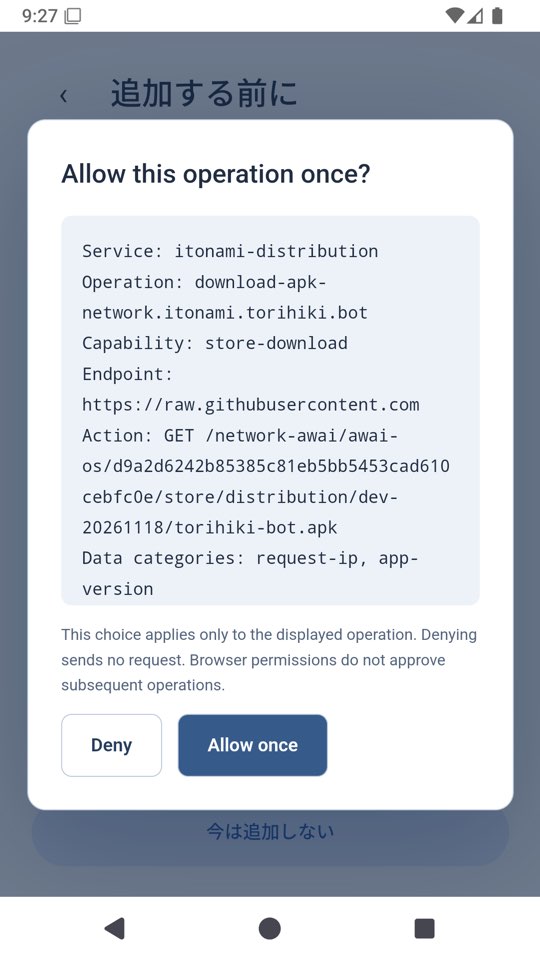 9:27
追加する前に
Allow this operation once?
Service: itonami-distribution
Operation: download-apk-
network.itonami.torihiki.bot
Capability: store-download
Endpoint:
https://raw.githubusercontent.com
Action: GET /network-awai/awai-
os/d9a2d6242b85385c81eb5bb5453cad610
cebfc0e/store/distribution/dev-
20261118/torihiki-bot.apk
Data categories: request-ip, app-
version
This choice applies only to the displayed operation. Denying
sends no request. Browser permissions do not approve
subsequent operations.
Deny
Allow once
今は追加しない